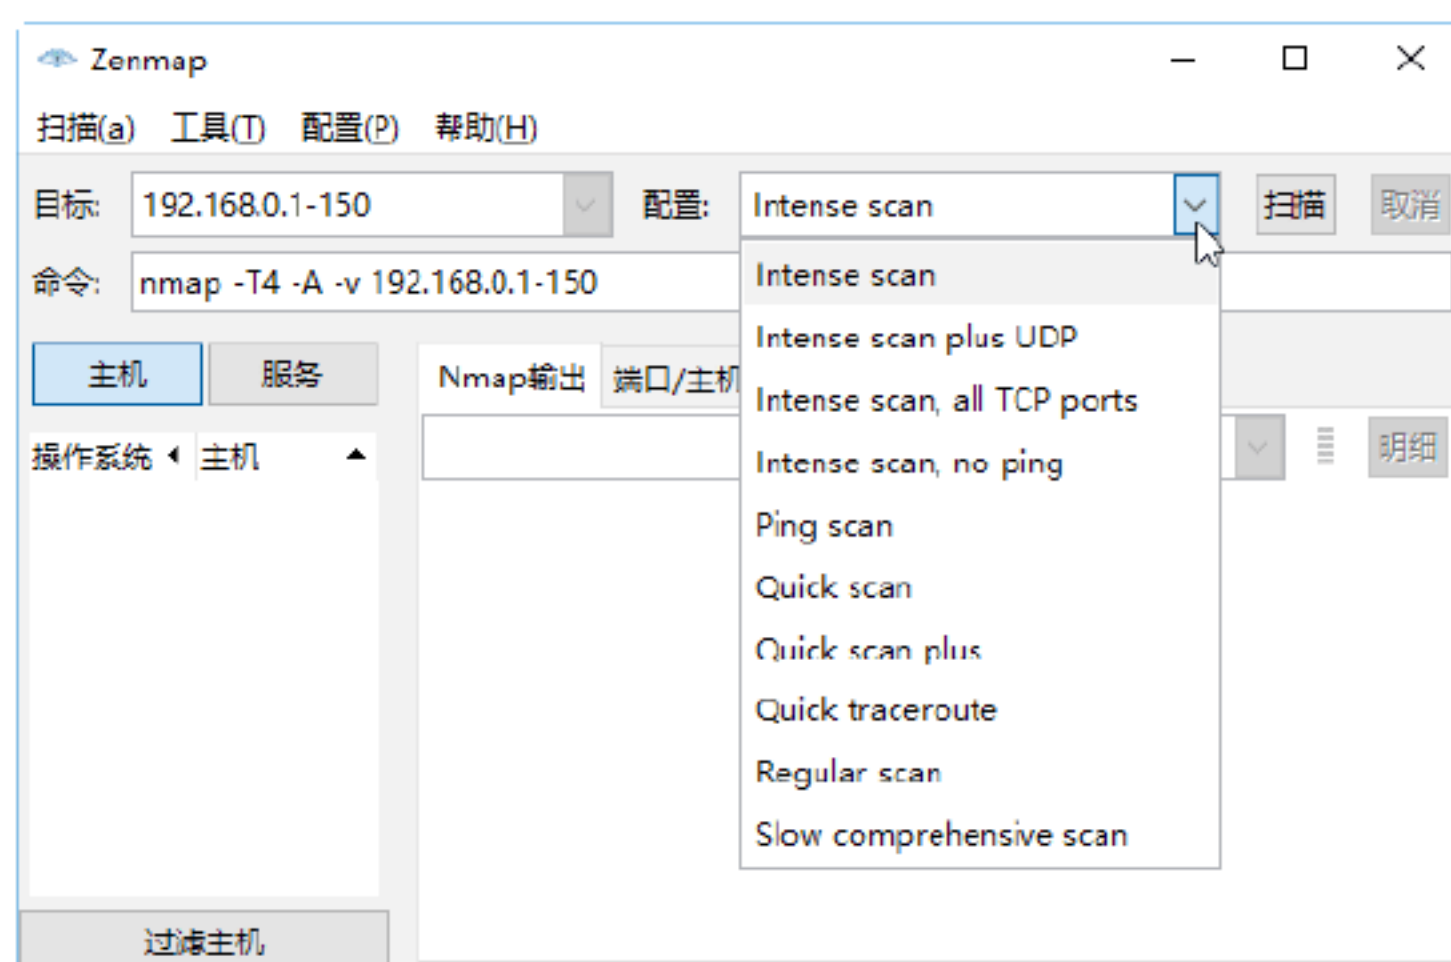 Zenmap
扫描(a) 工具(T) 配置(P) 帮助(H)
目标: 192.168.0.1-150 配置: Intense scan 扫描 取消
命令: nmap -T4 -A -v 192.168.0.1-150
Intense scan
Intense scan plus UDP
Intense scan, all TCP ports
Intense scan, no ping
Ping scan
Quick scan
Quick scan plus
Quick traceroute
Regular scan
Slow comprehensive scan
主机 服务 Nmap输出 端口/主机
操作系统 主机 明细
过滤主机